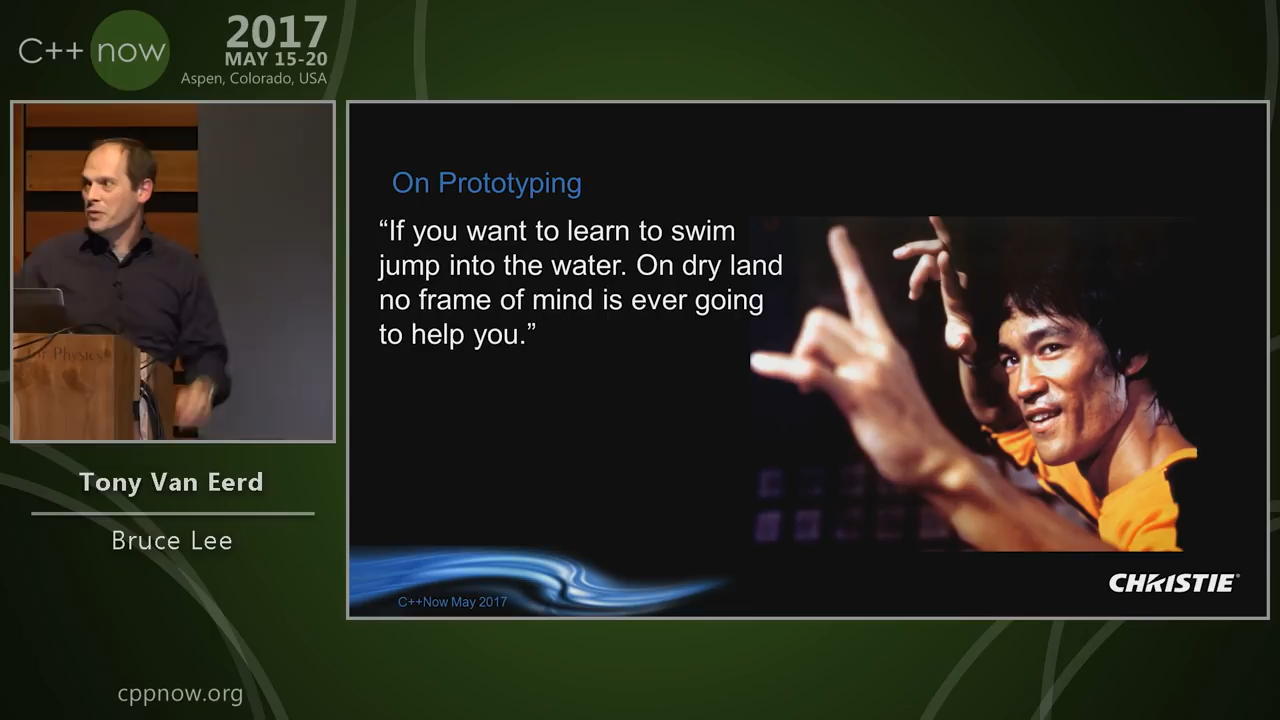 C++ now
2017
MAY 15-20
Aspen, Colorado, USA
On Prototyping
“If you want to learn to swim
jump into the water. On dry land
no frame of mind is ever going
to help you.”
Physics
Tony Van Eerd
Bruce Lee
C++Now May 2017
CHRISTIE
cppnow.org